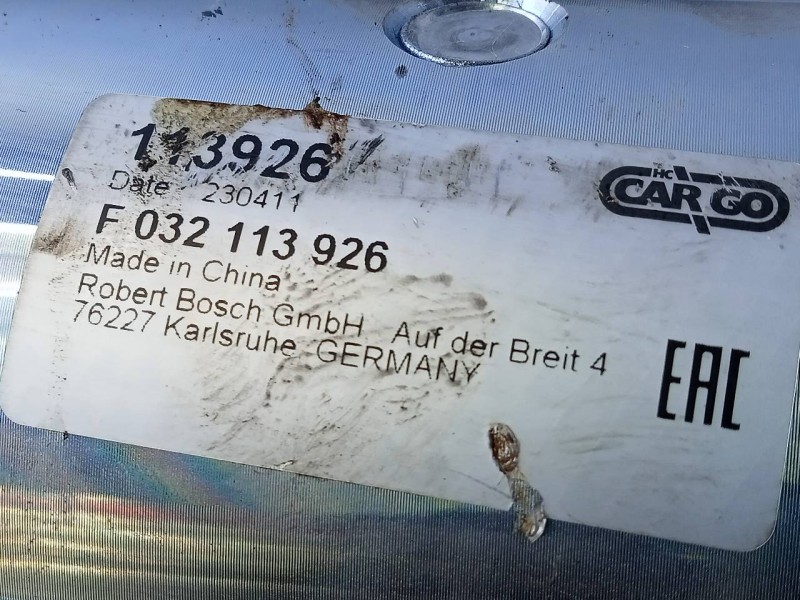 113926
Date 230411
HC
CARGO
F 032 113 926
Made in China
Robert Bosch GmbH Auf der Breit 4
76227 Karlsruhe GERMANY
EAC